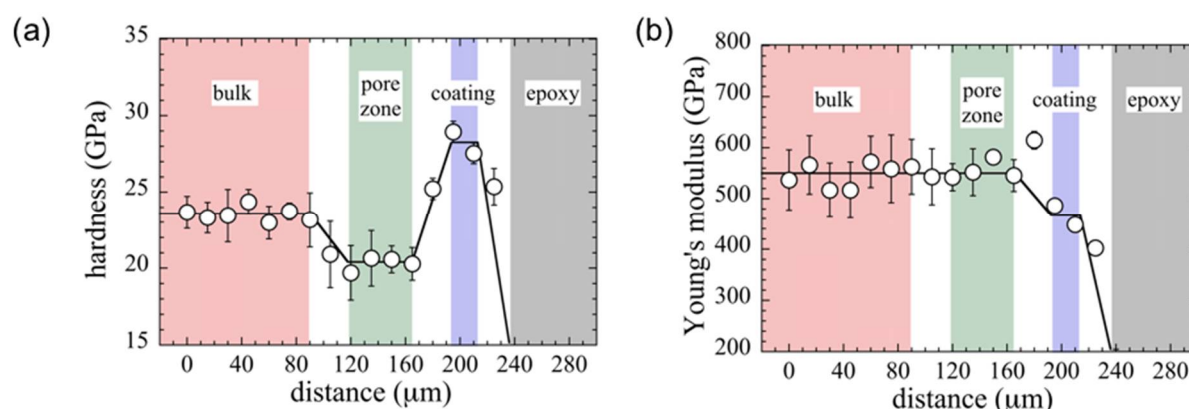 (a)
35
30
25
20
15
hardness (GPa)
bulk
pore
zone
coating
epoxy
0 40 80 120 160 200 240 280
distance (μm)
(b)
800
700
600
500
400
300
200
Young's modulus (GPa)
bulk
pore
zone
coating
epoxy
0 40 80 120 160 200 240 280
distance (μm)